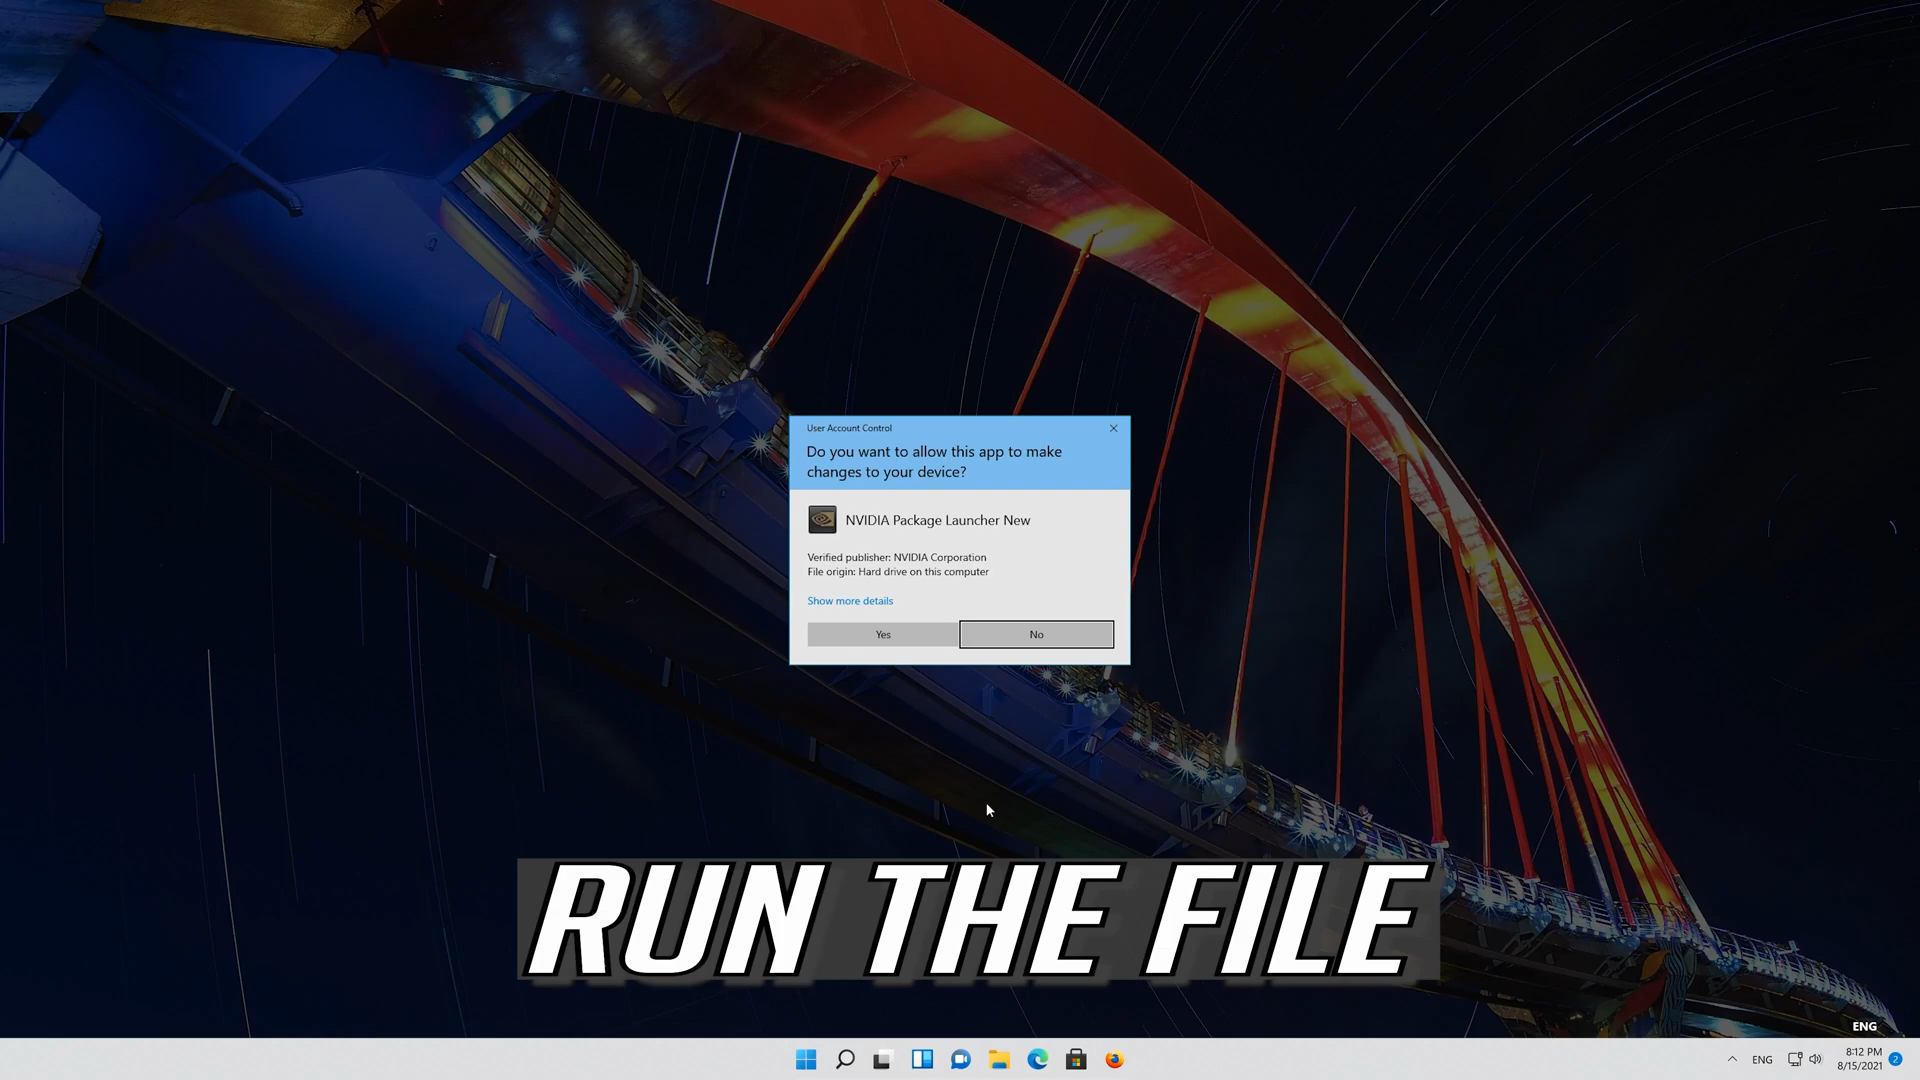 User Account Control
Do you want to allow this app to make
changes to your device?
NVIDIA Package Launcher New
Verified publisher: NVIDIA Corporation
File origin: Hard drive on this computer
Show more details
Yes
No
RUN THE FILE
ENG
ENG
8:12 PM
8/15/2021
2